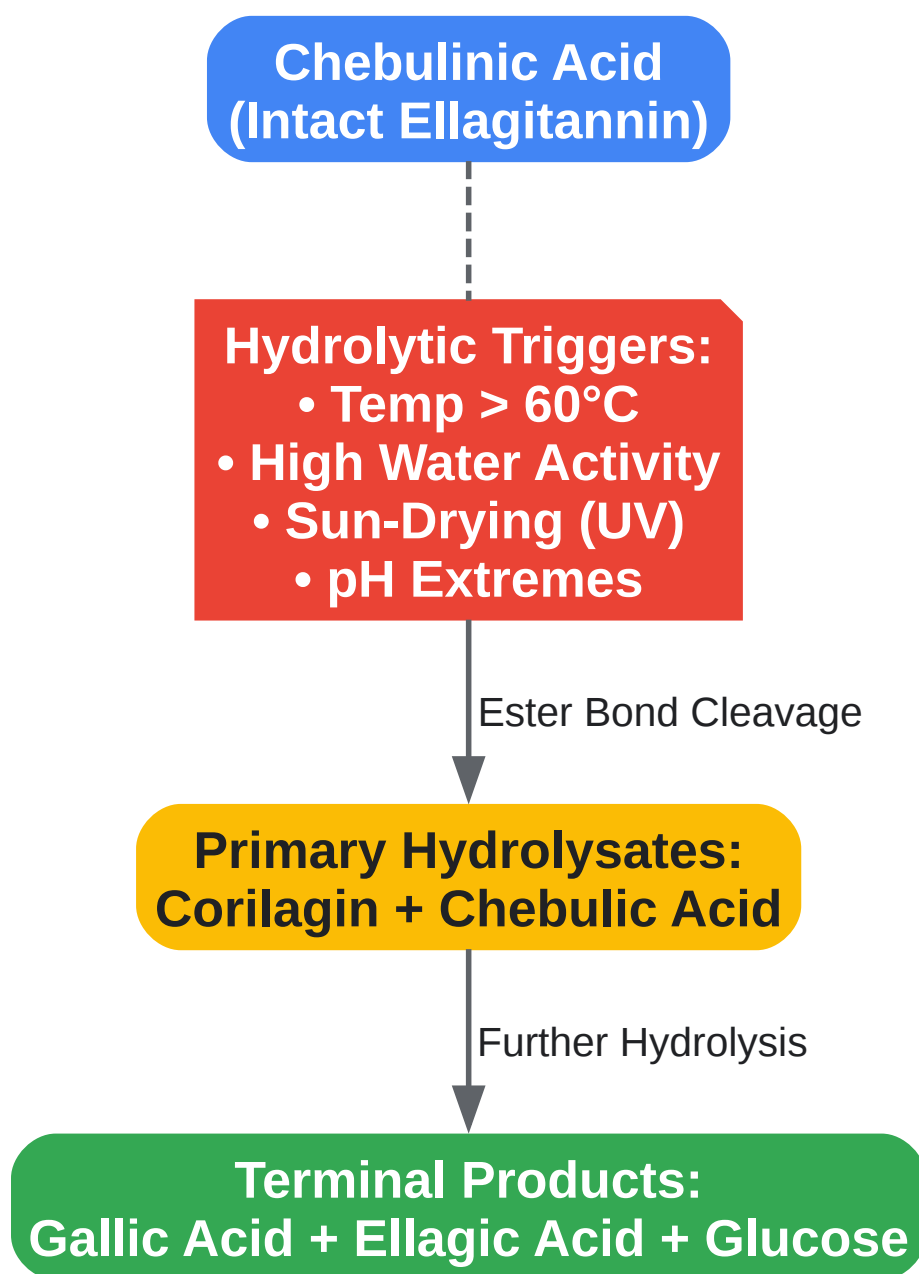 Chebulinic Acid
(Intact Ellagitannin)
Hydrolytic Triggers:
• Temp > 60°C
• High Water Activity
• Sun-Drying (UV)
• pH Extremes
Ester Bond Cleavage
Primary Hydrolysates:
Corilagin + Chebulic Acid
Further Hydrolysis
Terminal Products:
Gallic Acid + Ellagic Acid + Glucose